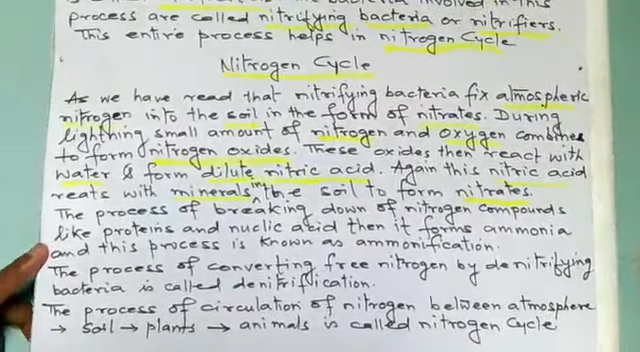 bacteria involved in this
process are called nitrifying bacteria or nitrifiers.
This entire process helps in nitrogen Cycle
Nitrogen Cycle
As we have read that nitrifying bacteria fix atmospheric
nitrogen into the soil in the form of nitrates. During
lightning small amount of nitrogen and oxygen combines
to form nitrogen oxides. These oxides then react with
water & form dilute nitric acid. Again this nitric acid
reats with minerals in the soil to form nitrates.
The process of breaking down of nitrogen compounds
like proteins and nuclic acid then it forms ammonia
and this process is known as ammonification.
The process of converting free nitrogen by denitrifying
bacteria is called denitrifiction.
The process of circulation of nitrogen between atmosphere
→ soil → plants → animals is called nitrogen Cycle